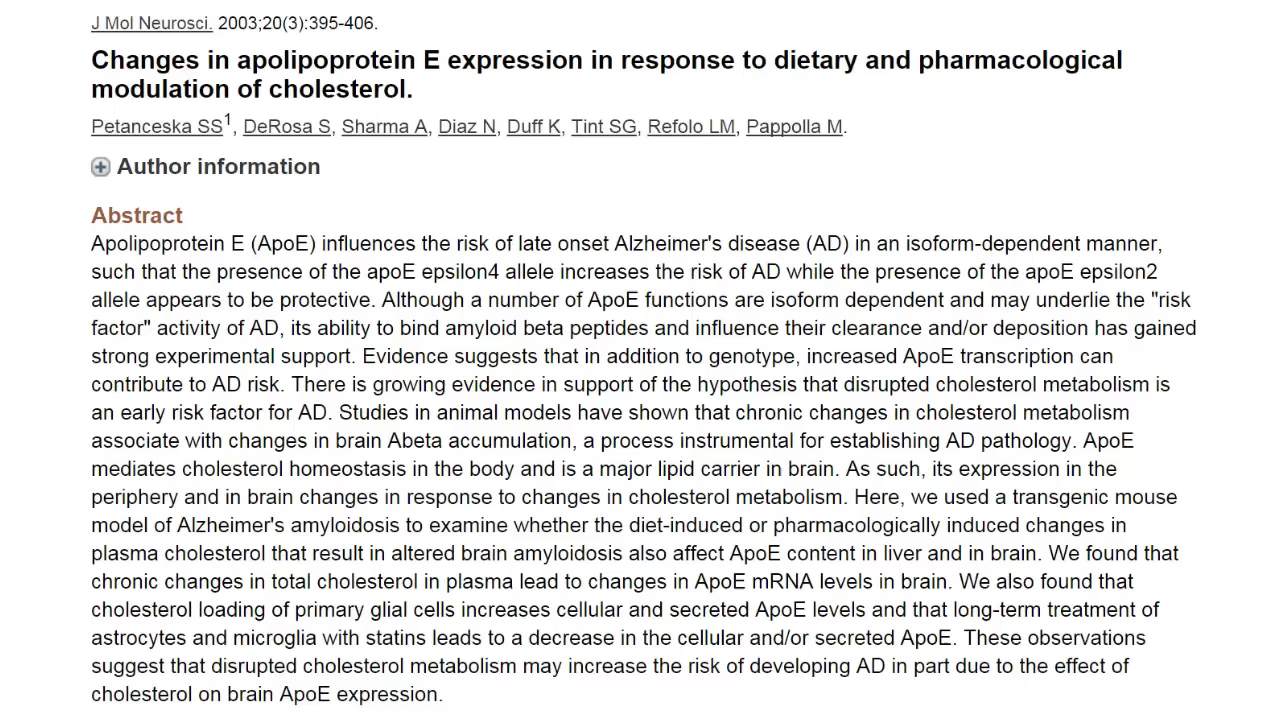 J Mol Neurosci. 2003;20(3):395-406.
Changes in apolipoprotein E expression in response to dietary and pharmacological
modulation of cholesterol.
Petanceska SS1, DeRosa S, Sharma A, Diaz N, Duff K, Tint SG, Refolo LM, Pappolla M.
Author information
Abstract
Apolipoprotein E (ApoE) influences the risk of late onset Alzheimer's disease (AD) in an isoform-dependent manner,
such that the presence of the apoE epsilon4 allele increases the risk of AD while the presence of the apoE epsilon2
allele appears to be protective. Although a number of ApoE functions are isoform dependent and may underlie the "risk
factor" activity of AD, its ability to bind amyloid beta peptides and influence their clearance and/or deposition has gained
strong experimental support. Evidence suggests that in addition to genotype, increased ApoE transcription can
contribute to AD risk. There is growing evidence in support of the hypothesis that disrupted cholesterol metabolism is
an early risk factor for AD. Studies in animal models have shown that chronic changes in cholesterol metabolism
associate with changes in brain Abeta accumulation, a process instrumental for establishing AD pathology. ApoE
mediates cholesterol homeostasis in the body and is a major lipid carrier in brain. As such, its expression in the
periphery and in brain changes in response to changes in cholesterol metabolism. Here, we used a transgenic mouse
model of Alzheimer's amyloidosis to examine whether the diet-induced or pharmacologically induced changes in
plasma cholesterol that result in altered brain amyloidosis also affect ApoE content in liver and in brain. We found that
chronic changes in total cholesterol in plasma lead to changes in ApoE mRNA levels in brain. We also found that
cholesterol loading of primary glial cells increases cellular and secreted ApoE levels and that long-term treatment of
astrocytes and microglia with statins leads to a decrease in the cellular and/or secreted ApoE. These observations
suggest that disrupted cholesterol metabolism may increase the risk of developing AD in part due to the effect of
cholesterol on brain ApoE expression.